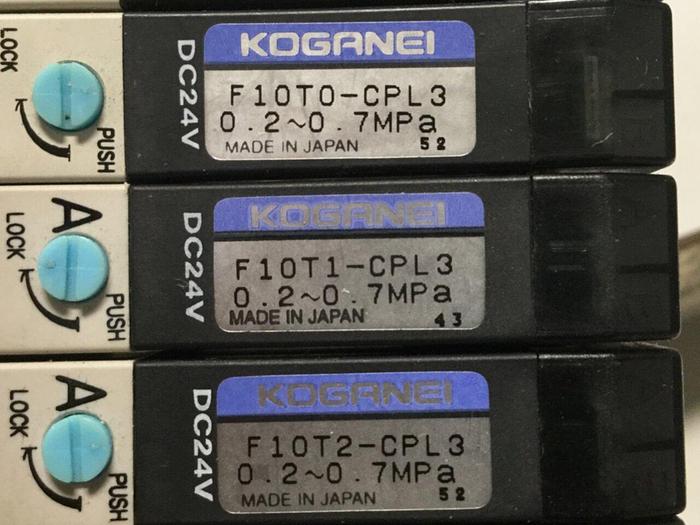 LOCK
PUSH
DC24V
KOGANEI
F10T0-CPL3
0.2~0.7MPa
MADE IN JAPAN 52
A
LOCK
PUSH
DC24V
KOGANEI
F10T1-CPL3
0.2~0.7MPa
MADE IN JAPAN 43
A
LOCK
PUSH
DC24V
KOGANEI
F10T2-CPL3
0.2~0.7MPa
MADE IN JAPAN 52